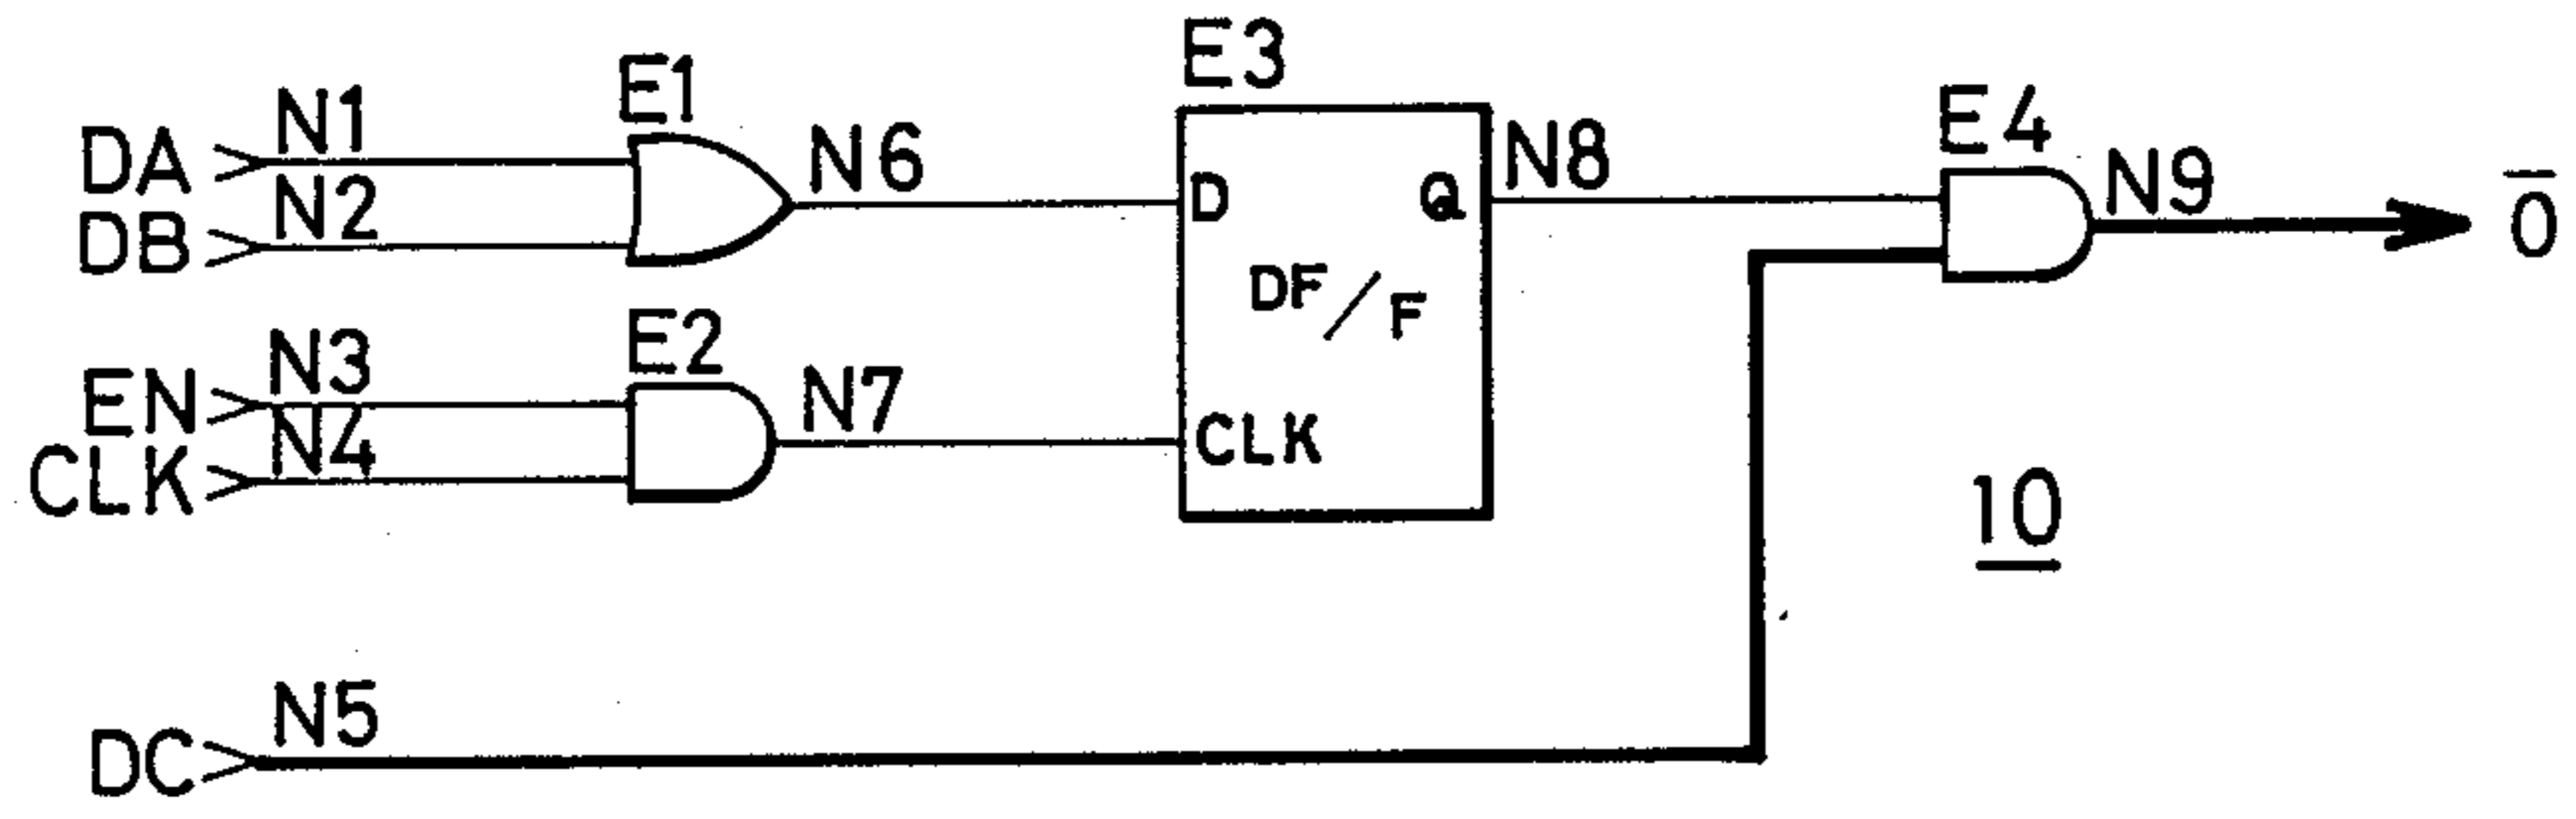 DA N1
DB N2
E1
N6
EN N3
CLK N4
E2
N7
E3
D Q
DF/F
CLK
N8
E4
N9
O̅
10
DC N5